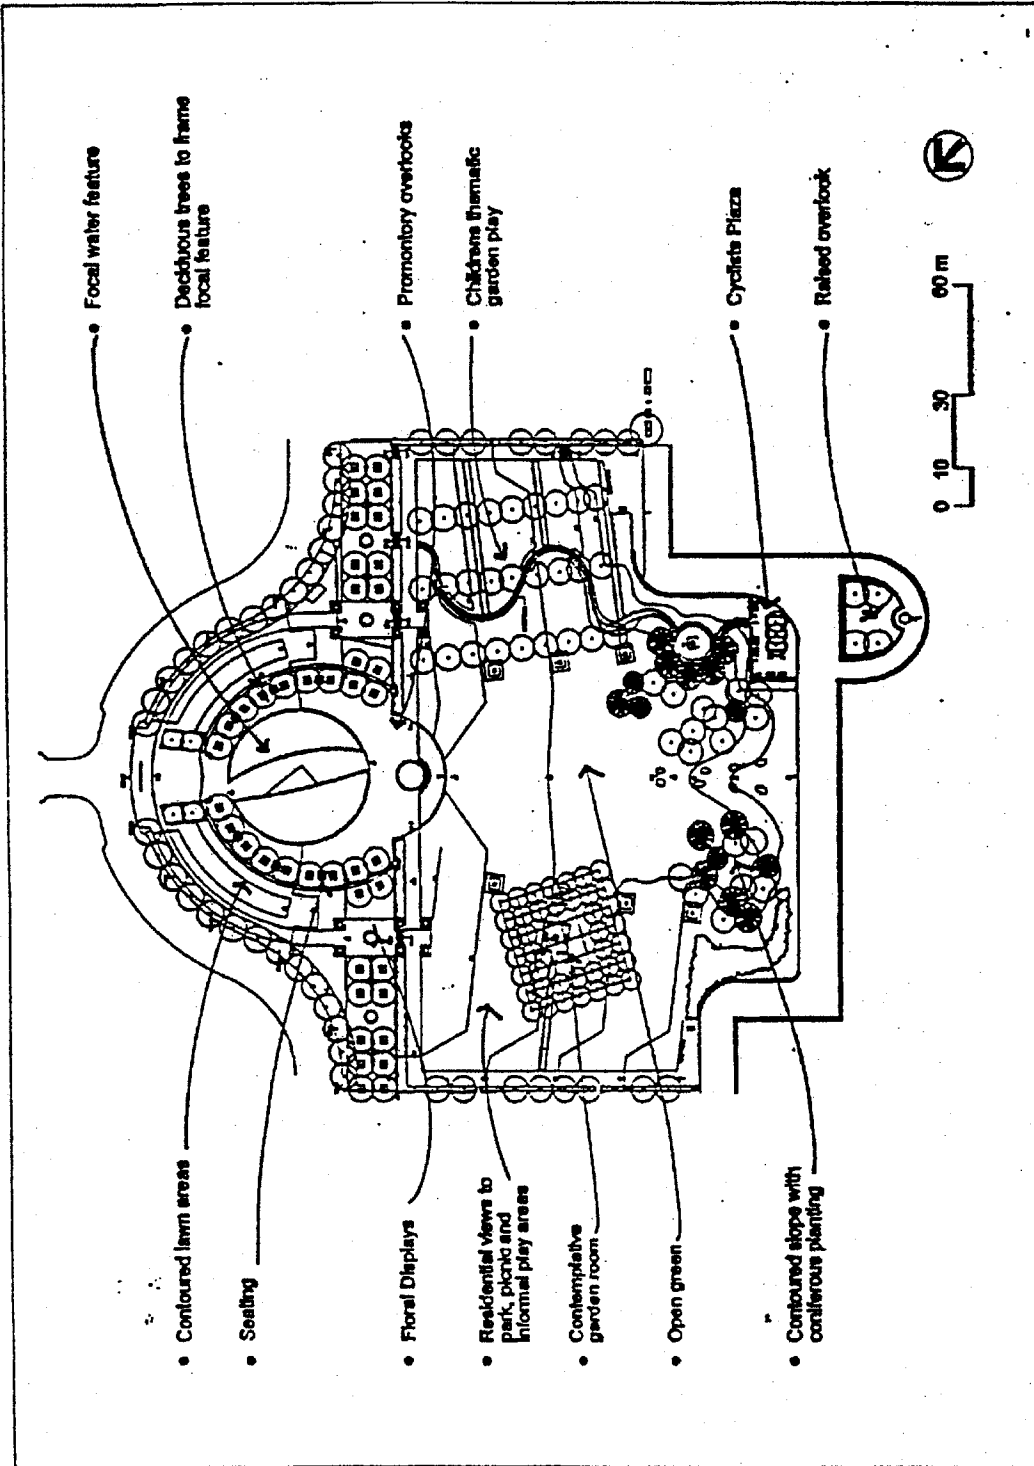 • Focal water feature
• Deciduous trees to frame
focal feature
• Promontory overlooks
• Childrens thematic
garden play
• Cyclists Plaza
• Raised overlook
• Contoured lawn areas
• Seating
• Floral Displays
• Residential views to
park, picnic and
informal play areas
• Contemplative
garden room
• Open green
• Contoured slope with
coniferous planting
0 10 30 60 m